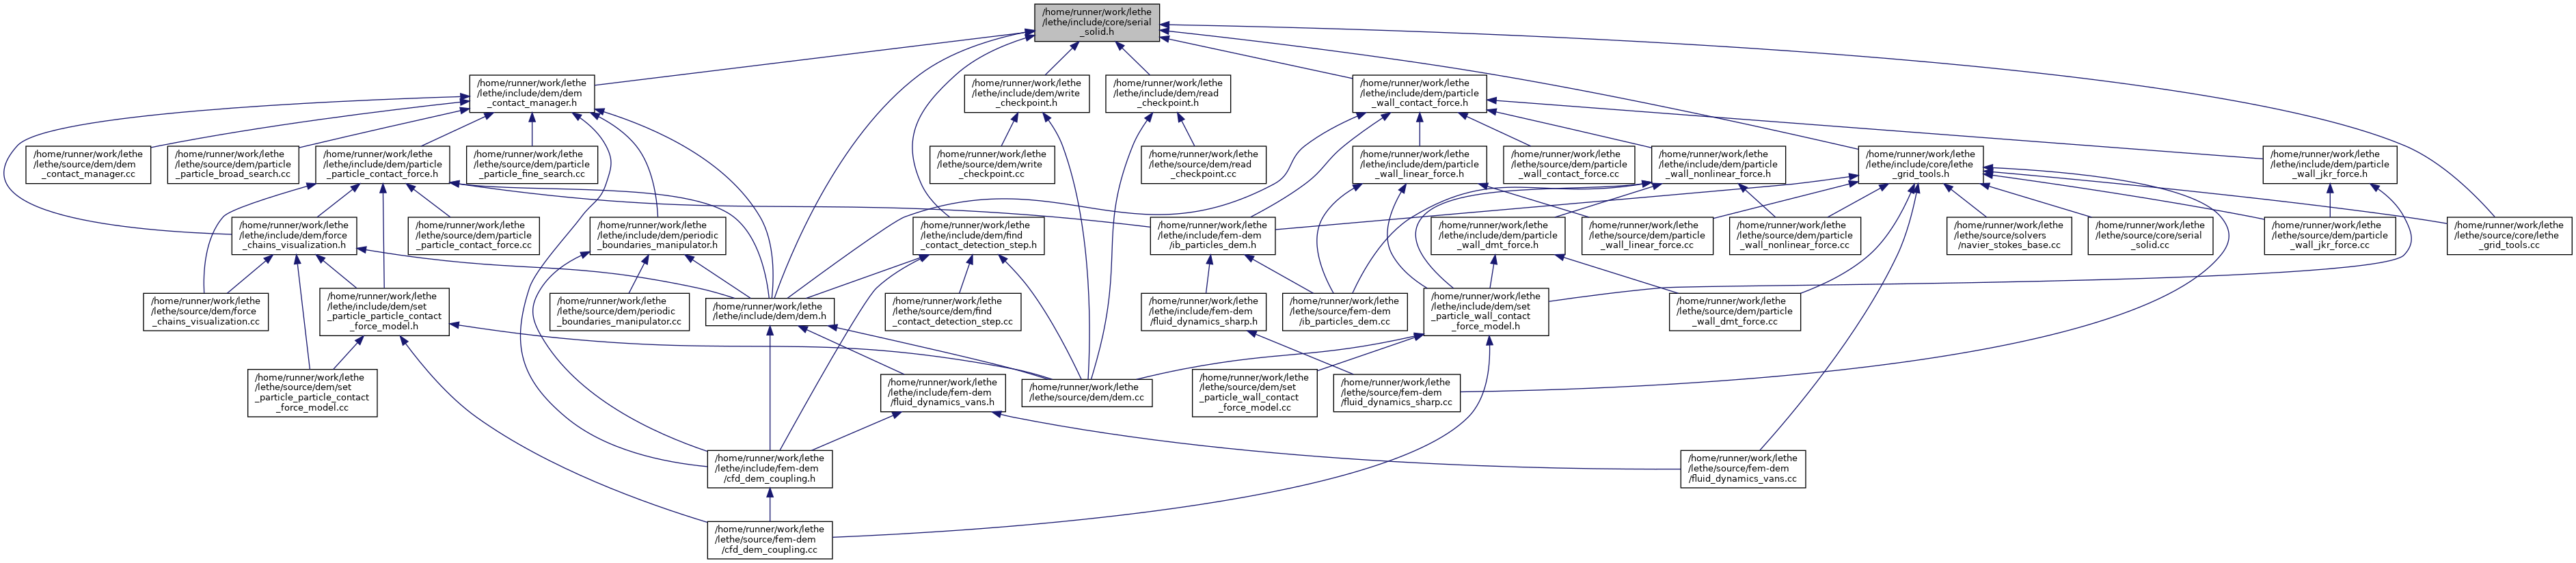 /home/runner/work/lethe
/lethe/include/core/serial
_solid.h
/home/runner/work/lethe
/lethe/include/dem/dem
_contact_manager.h
/home/runner/work/lethe
/lethe/include/dem/write
_checkpoint.h
/home/runner/work/lethe
/lethe/include/dem/read
_checkpoint.h
/home/runner/work/lethe
/lethe/include/dem/particle
_wall_contact_force.h
/home/runner/work/lethe
/lethe/source/dem/dem
_contact_manager.cc
/home/runner/work/lethe
/lethe/source/dem/particle
_particle_broad_search.cc
/home/runner/work/lethe
/lethe/include/dem/particle
_particle_contact_force.h
/home/runner/work/lethe
/lethe/source/dem/particle
_particle_fine_search.cc
/home/runner/work/lethe
/lethe/source/dem/write
_checkpoint.cc
/home/runner/work/lethe
/lethe/source/dem/read
_checkpoint.cc
/home/runner/work/lethe
/lethe/include/dem/particle
_wall_linear_force.h
/home/runner/work/lethe
/lethe/source/dem/particle
_wall_contact_force.cc
/home/runner/work/lethe
/lethe/include/dem/particle
_wall_nonlinear_force.h
/home/runner/work/lethe
/lethe/include/core/lethe
_grid_tools.h
/home/runner/work/lethe
/lethe/include/dem/particle
_wall_jkr_force.h
/home/runner/work/lethe
/lethe/include/dem/force
_chains_visualization.h
/home/runner/work/lethe
/lethe/source/dem/particle
_particle_contact_force.cc
/home/runner/work/lethe
/lethe/include/dem/periodic
_boundaries_manipulator.h
/home/runner/work/lethe
/lethe/include/dem/find
_contact_detection_step.h
/home/runner/work/lethe
/lethe/include/fem-dem
/ib_particles_dem.h
/home/runner/work/lethe
/lethe/include/dem/particle
_wall_dmt_force.h
/home/runner/work/lethe
/lethe/source/dem/particle
_wall_linear_force.cc
/home/runner/work/lethe
/lethe/source/dem/particle
_wall_nonlinear_force.cc
/home/runner/work/lethe
/lethe/source/solvers
/navier_stokes_base.cc
/home/runner/work/lethe
/lethe/source/core/serial
_solid.cc
/home/runner/work/lethe
/lethe/source/dem/particle
_wall_jkr_force.cc
/home/runner/work/lethe
/lethe/source/core/lethe
_grid_tools.cc
/home/runner/work/lethe
/lethe/source/dem/force
_chains_visualization.cc
/home/runner/work/lethe
/lethe/include/dem/set
_particle_particle_contact
_force_model.h
/home/runner/work/lethe
/lethe/source/dem/periodic
_boundaries_manipulator.cc
/home/runner/work/lethe
/lethe/include/dem/dem.h
/home/runner/work/lethe
/lethe/source/dem/find
_contact_detection_step.cc
/home/runner/work/lethe
/lethe/include/fem-dem
/fluid_dynamics_sharp.h
/home/runner/work/lethe
/lethe/source/fem-dem
/ib_particles_dem.cc
/home/runner/work/lethe
/lethe/include/dem/set
_particle_wall_contact
_force_model.h
/home/runner/work/lethe
/lethe/source/dem/particle
_wall_dmt_force.cc
/home/runner/work/lethe
/lethe/source/dem/set
_particle_particle_contact
_force_model.cc
/home/runner/work/lethe
/lethe/include/fem-dem
/fluid_dynamics_vans.h
/home/runner/work/lethe
/lethe/source/dem/dem.cc
/home/runner/work/lethe
/lethe/source/dem/set
_particle_wall_contact
_force_model.cc
/home/runner/work/lethe
/lethe/source/fem-dem
/fluid_dynamics_sharp.cc
/home/runner/work/lethe
/lethe/include/fem-dem
/cfd_dem_coupling.h
/home/runner/work/lethe
/lethe/source/fem-dem
/fluid_dynamics_vans.cc
/home/runner/work/lethe
/lethe/source/fem-dem
/cfd_dem_coupling.cc